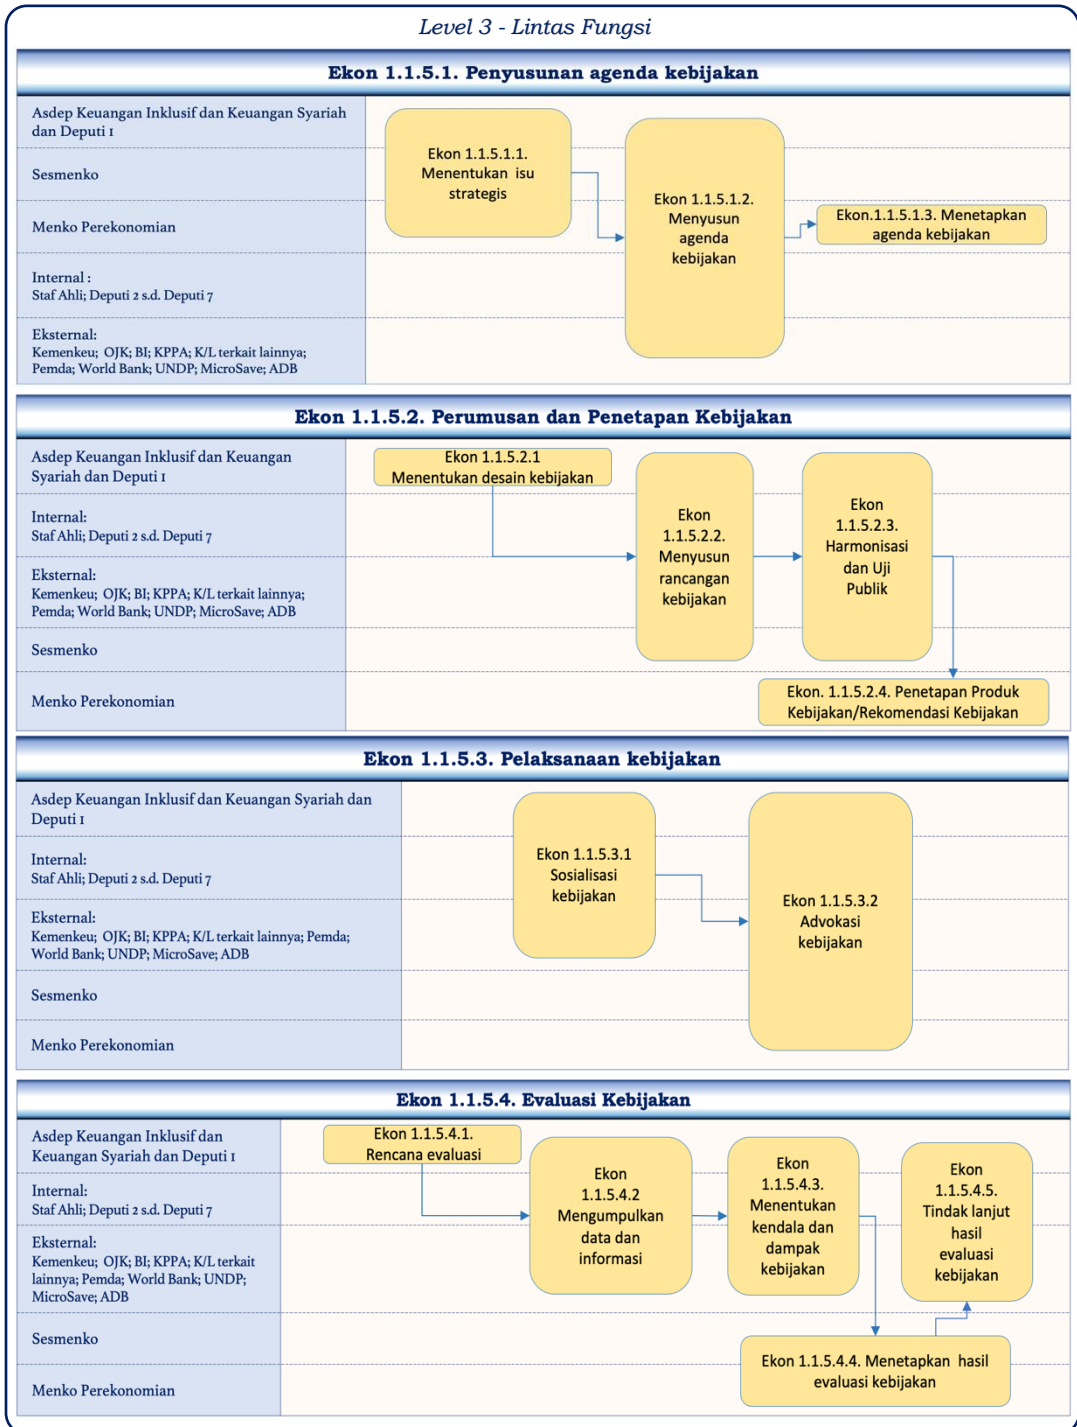 Level 3 - Lintas Fungsi
Ekon 1.1.5.1. Penyusunan agenda kebijakan
Asdep Keuangan Inklusif dan Keuangan Syariah
dan Deputi 1
Sesmenko
Menko Perekonomian
Internal :
Staf Ahli; Deputi 2 s.d. Deputi 7
Eksternal:
Kemenkeu; OJK; BI; KPPA; K/L terkait lainnya;
Pemda; World Bank; UNDP; MicroSave; ADB
Ekon 1.1.5.1.1.
Menentukan isu
strategis
Ekon 1.1.5.1.2.
Menyusun
agenda
kebijakan
Ekon.1.1.5.1.3. Menetapkan
agenda kebijakan
Ekon 1.1.5.2. Perumusan dan Penetapan Kebijakan
Asdep Keuangan Inklusif dan Keuangan
Syariah dan Deputi 1
Internal:
Staf Ahli; Deputi 2 s.d. Deputi 7
Eksternal:
Kemenkeu; OJK; BI; KPPA; K/L terkait lainnya;
Pemda; World Bank; UNDP; MicroSave; ADB
Sesmenko
Menko Perekonomian
Ekon 1.1.5.2.1
Menentukan desain kebijakan
Ekon
1.1.5.2.2.
Menyusun
rancangan
kebijakan
Ekon
1.1.5.2.3.
Harmonisasi
dan Uji
Publik
Ekon. 1.1.5.2.4. Penetapan Produk
Kebijakan/Rekomendasi Kebijakan
Ekon 1.1.5.3. Pelaksanaan kebijakan
Asdep Keuangan Inklusif dan Keuangan Syariah dan
Deputi 1
Internal:
Staf Ahli; Deputi 2 s.d. Deputi 7
Eksternal:
Kemenkeu; OJK; BI; KPPA; K/L terkait lainnya; Pemda;
World Bank; UNDP; MicroSave; ADB
Sesmenko
Menko Perekonomian
Ekon 1.1.5.3.1
Sosialisasi
kebijakan
Ekon 1.1.5.3.2
Advokasi
kebijakan
Ekon 1.1.5.4. Evaluasi Kebijakan
Asdep Keuangan Inklusif dan
Keuangan Syariah dan Deputi 1
Internal:
Staf Ahli; Deputi 2 s.d. Deputi 7
Eksternal:
Kemenkeu; OJK; BI; KPPA; K/L terkait
lainnya; Pemda; World Bank; UNDP;
MicroSave; ADB
Sesmenko
Menko Perekonomian
Ekon 1.1.5.4.1.
Rencana evaluasi
Ekon
1.1.5.4.2
Mengumpulkan
data dan
informasi
Ekon
1.1.5.4.3.
Menentukan
kendala dan
dampak
kebijakan
Ekon
1.1.5.4.5.
Tindak lanjut
hasil
evaluasi
kebijakan
Ekon 1.1.5.4.4. Menetapkan hasil
evaluasi kebijakan